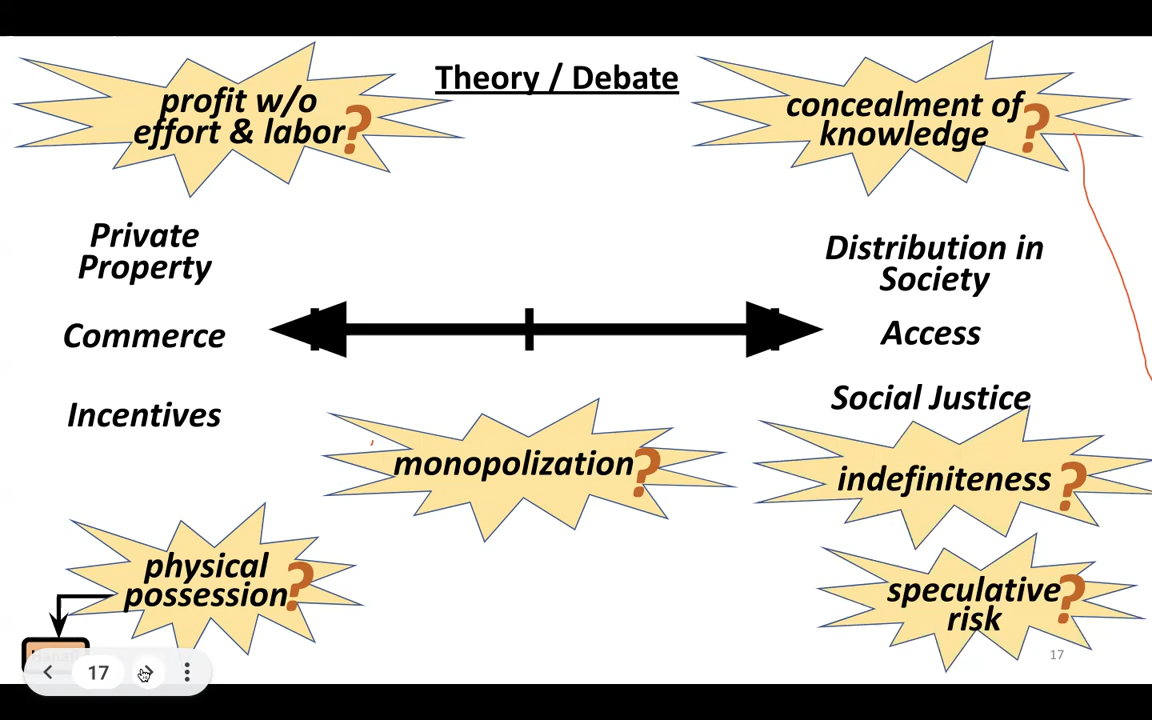 Theory / Debate
profit w/o
effort & labor?
concealment of
knowledge?
Private
Property
Distribution in
Society
Commerce
Access
Incentives
Social Justice
monopolization?
indefiniteness?
physical
possession?
speculative
risk?
17
17